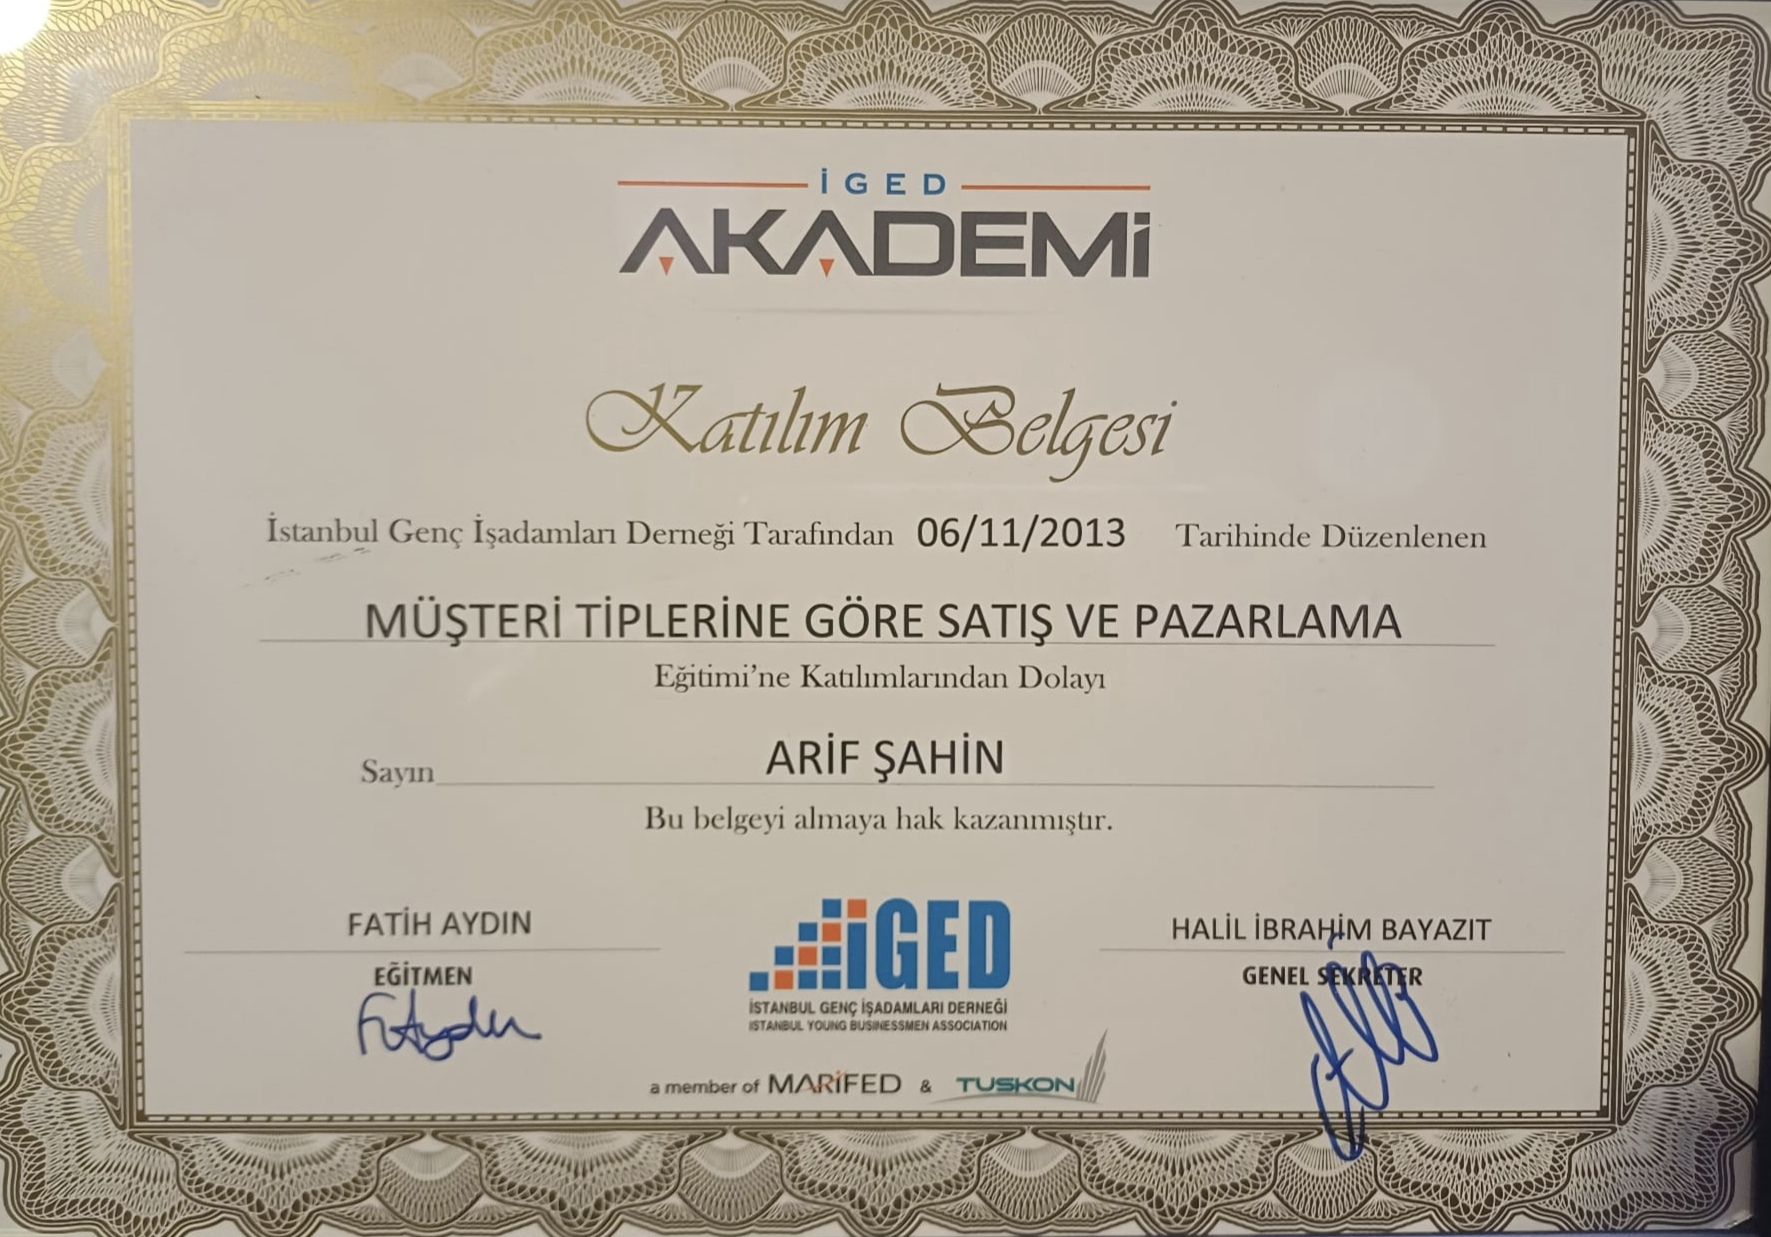 İGED
AKADEMİ
Katılım Belgesi
İstanbul Genç İşadamları Derneği Tarafından 06/11/2013 Tarihinde Düzenlenen
MÜŞTERİ TİPLERİNE GÖRE SATIŞ VE PAZARLAMA
Eğitimi'ne Katılımlarından Dolayı
Sayın ARİF ŞAHİN
Bu belgeyi almaya hak kazanmıştır.
FATİH AYDIN
EĞİTMEN
F.Aydın
HALİL İBRAHİM BAYAZIT
GENEL SEKRETER
İGED
İSTANBUL GENÇ İŞADAMLARI DERNEĞİ
ISTANBUL YOUNG BUSINESSMEN ASSOCIATION
a member of MARİFED & TUSKON